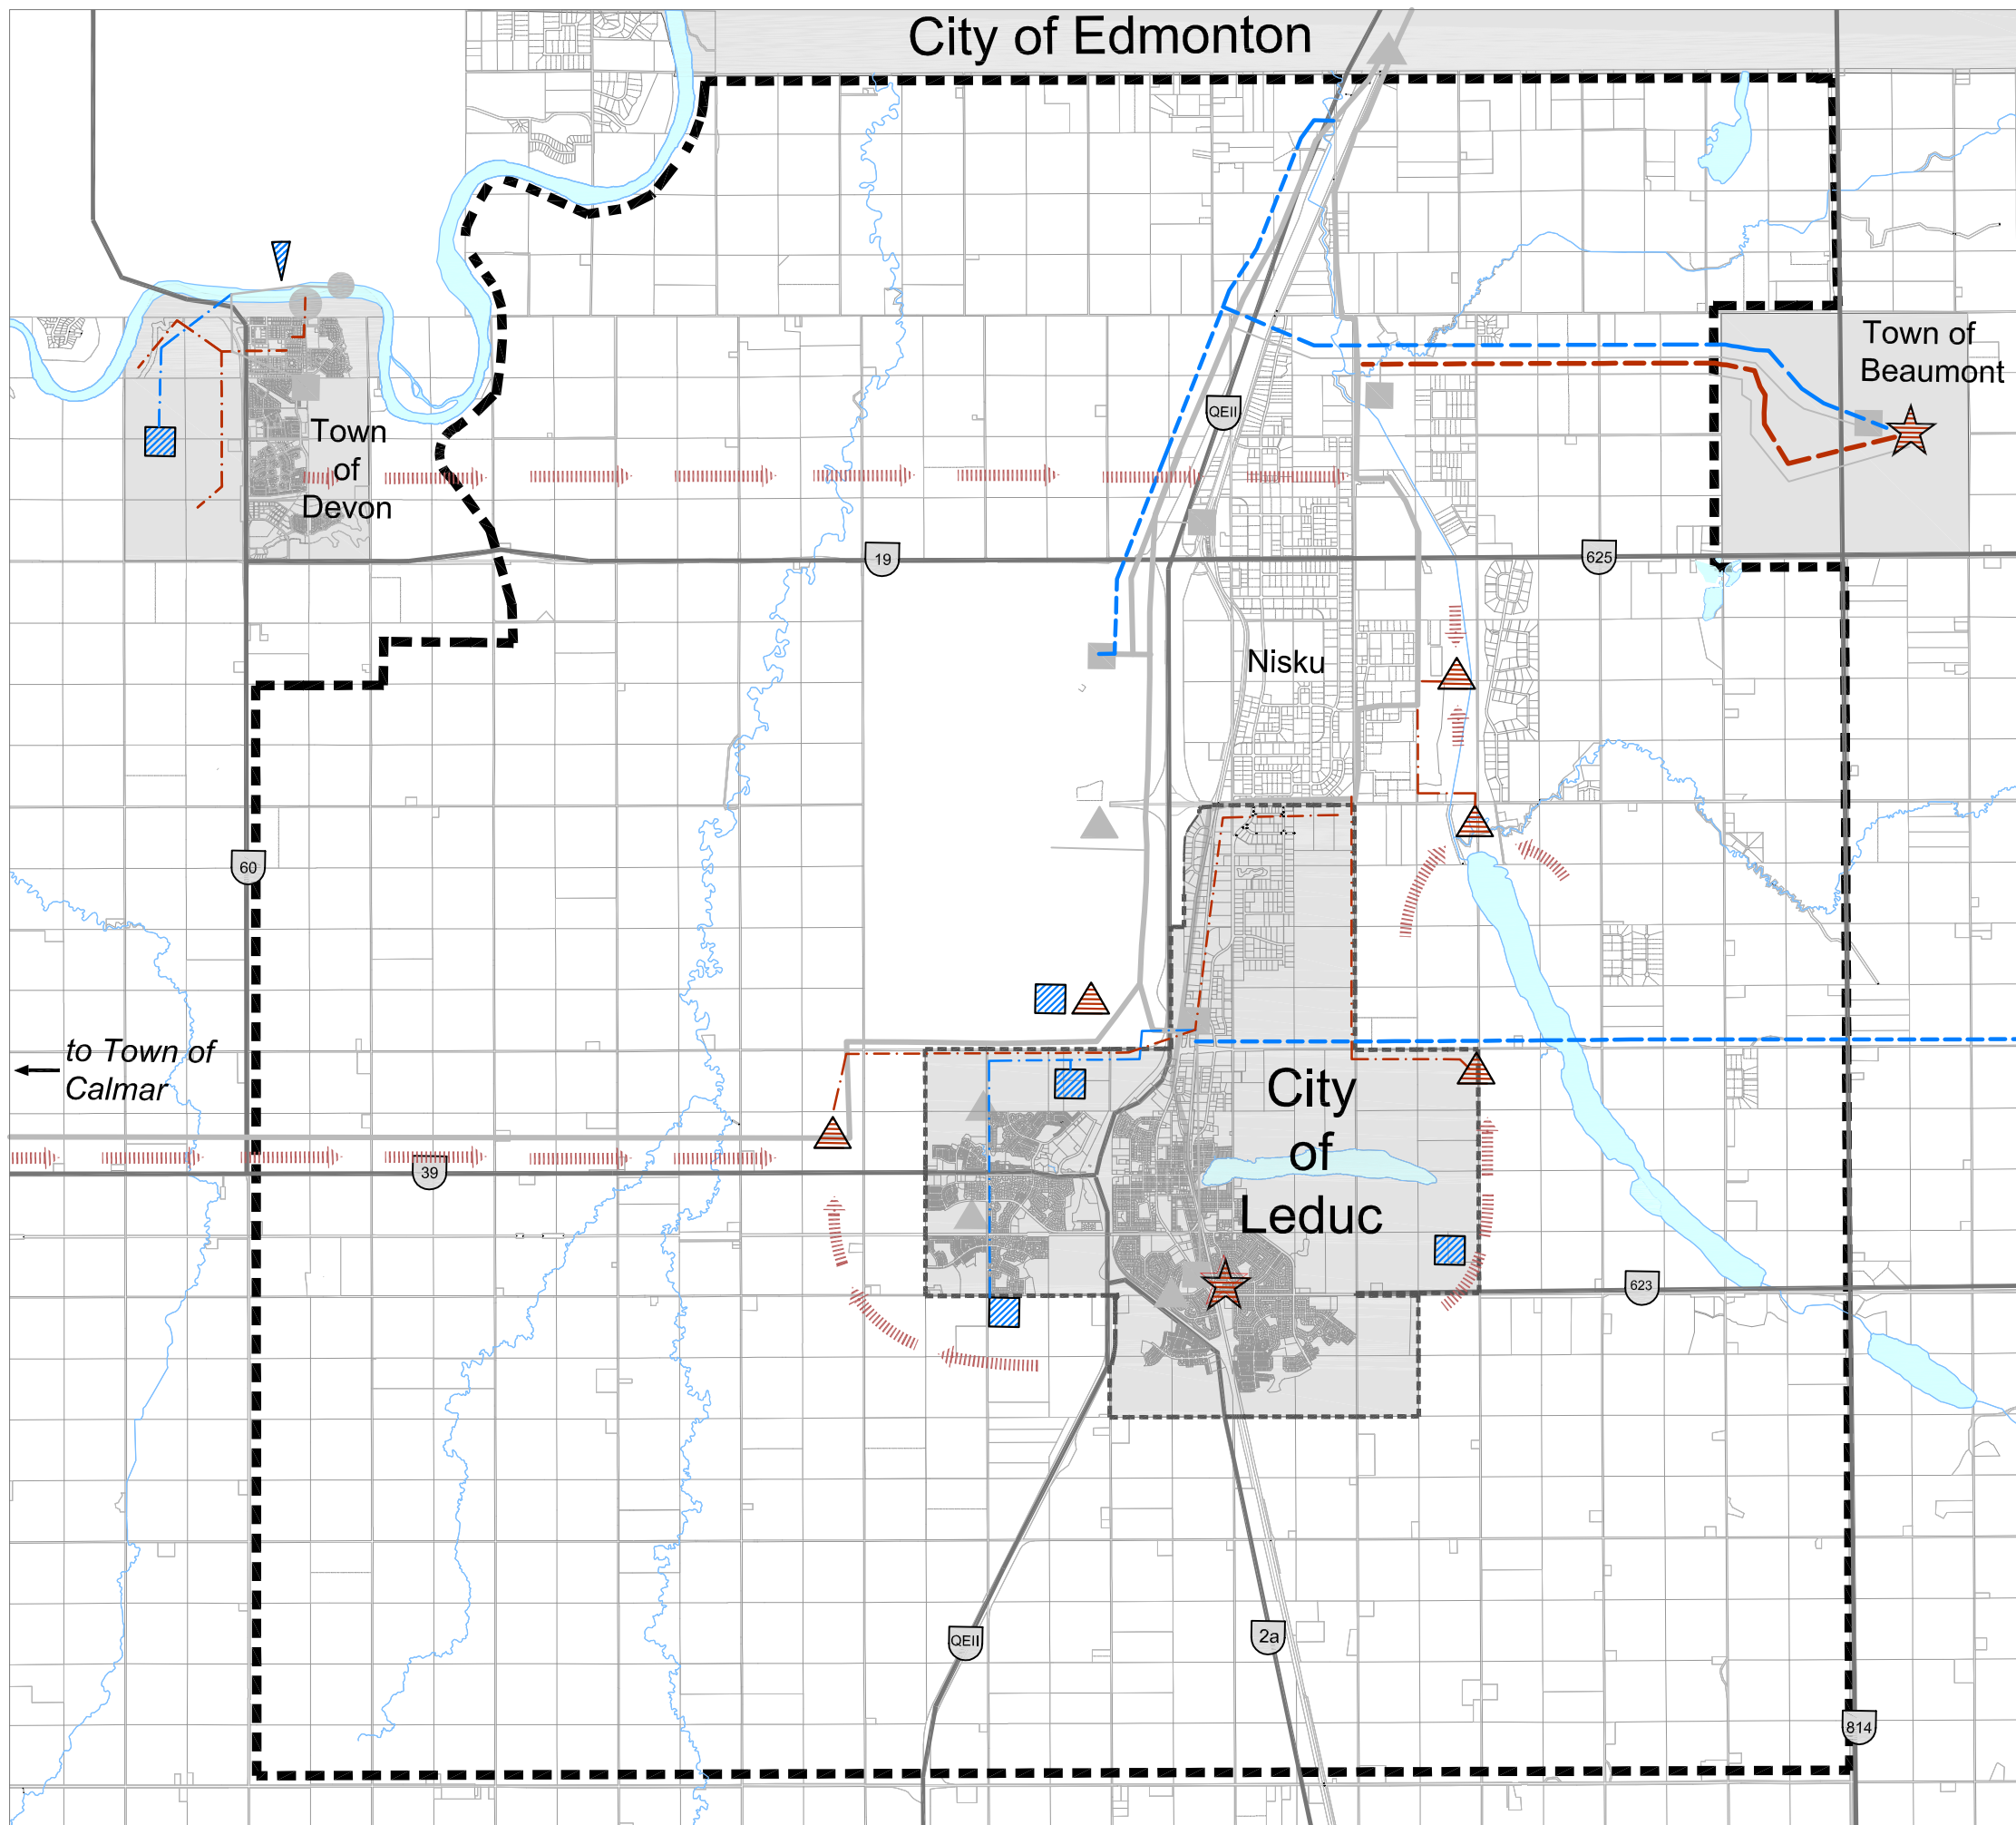 City of Edmonton
Town of
Beaumont
QEII
Town
of
Devon
19
625
Nisku
60
to Town of
Calmar
City
of
Leduc
39
623
QEII
2a
814